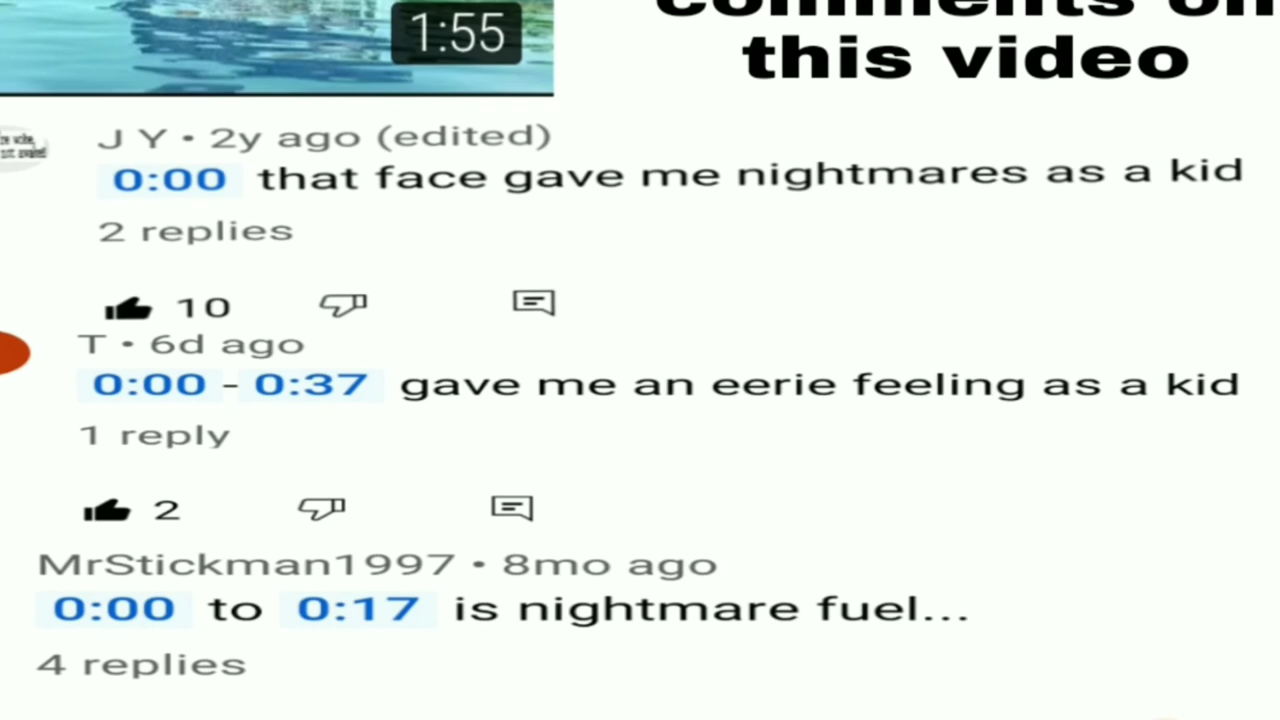 1:55
comments on
this video
J Y • 2y ago (edited)
0:00 that face gave me nightmares as a kid
2 replies
10
T • 6d ago
0:00 - 0:37 gave me an eerie feeling as a kid
1 reply
2
MrStickman1997 • 8mo ago
0:00 to 0:17 is nightmare fuel...
4 replies